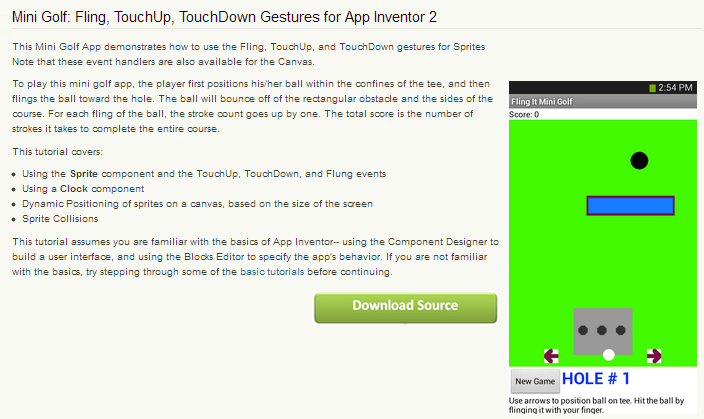 Mini Golf: Fling, TouchUp, TouchDown Gestures for App Inventor 2
This Mini Golf App demonstrates how to use the Fling, TouchUp, and TouchDown gestures for Sprites
Note that these event handlers are also available for the Canvas.
To play this mini golf app, the player first positions his/her ball within the confines of the tee, and then
flings the ball toward the hole. The ball will bounce off of the rectangular obstacle and the sides of the
course. For each fling of the ball, the stroke count goes up by one. The total score is the number of
strokes it takes to complete the entire course.
This tutorial covers:
Using the Sprite component and the TouchUp, TouchDown, and Flung events
Using a Clock component
Dynamic Positioning of sprites on a canvas, based on the size of the screen
Sprite Collisions
This tutorial assumes you are familiar with the basics of App Inventor-- using the Component Designer to
build a user interface, and using the Blocks Editor to specify the app's behavior. If you are not familiar
with the basics, try stepping through some of the basic tutorials before continuing.
Download Source
2:54 PM
Fling It Mini Golf
Score: 0
New Game
HOLE # 1
Use arrows to position ball on tee. Hit the ball by
flinging it with your finger.